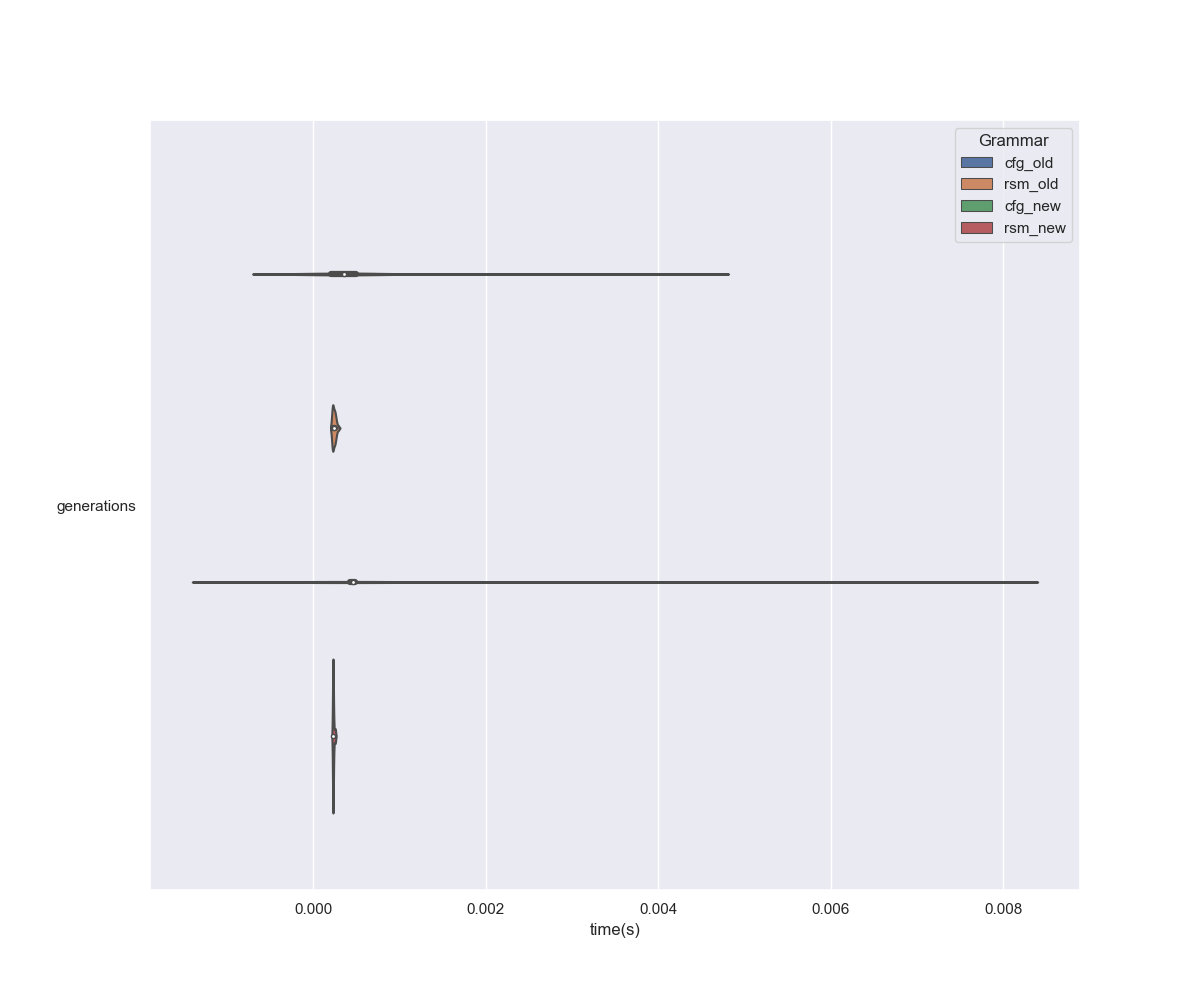 Grammar
cfg_old
rsm_old
cfg_new
rsm_new
generations
0.000 0.002 0.004 0.006 0.008
time(s)